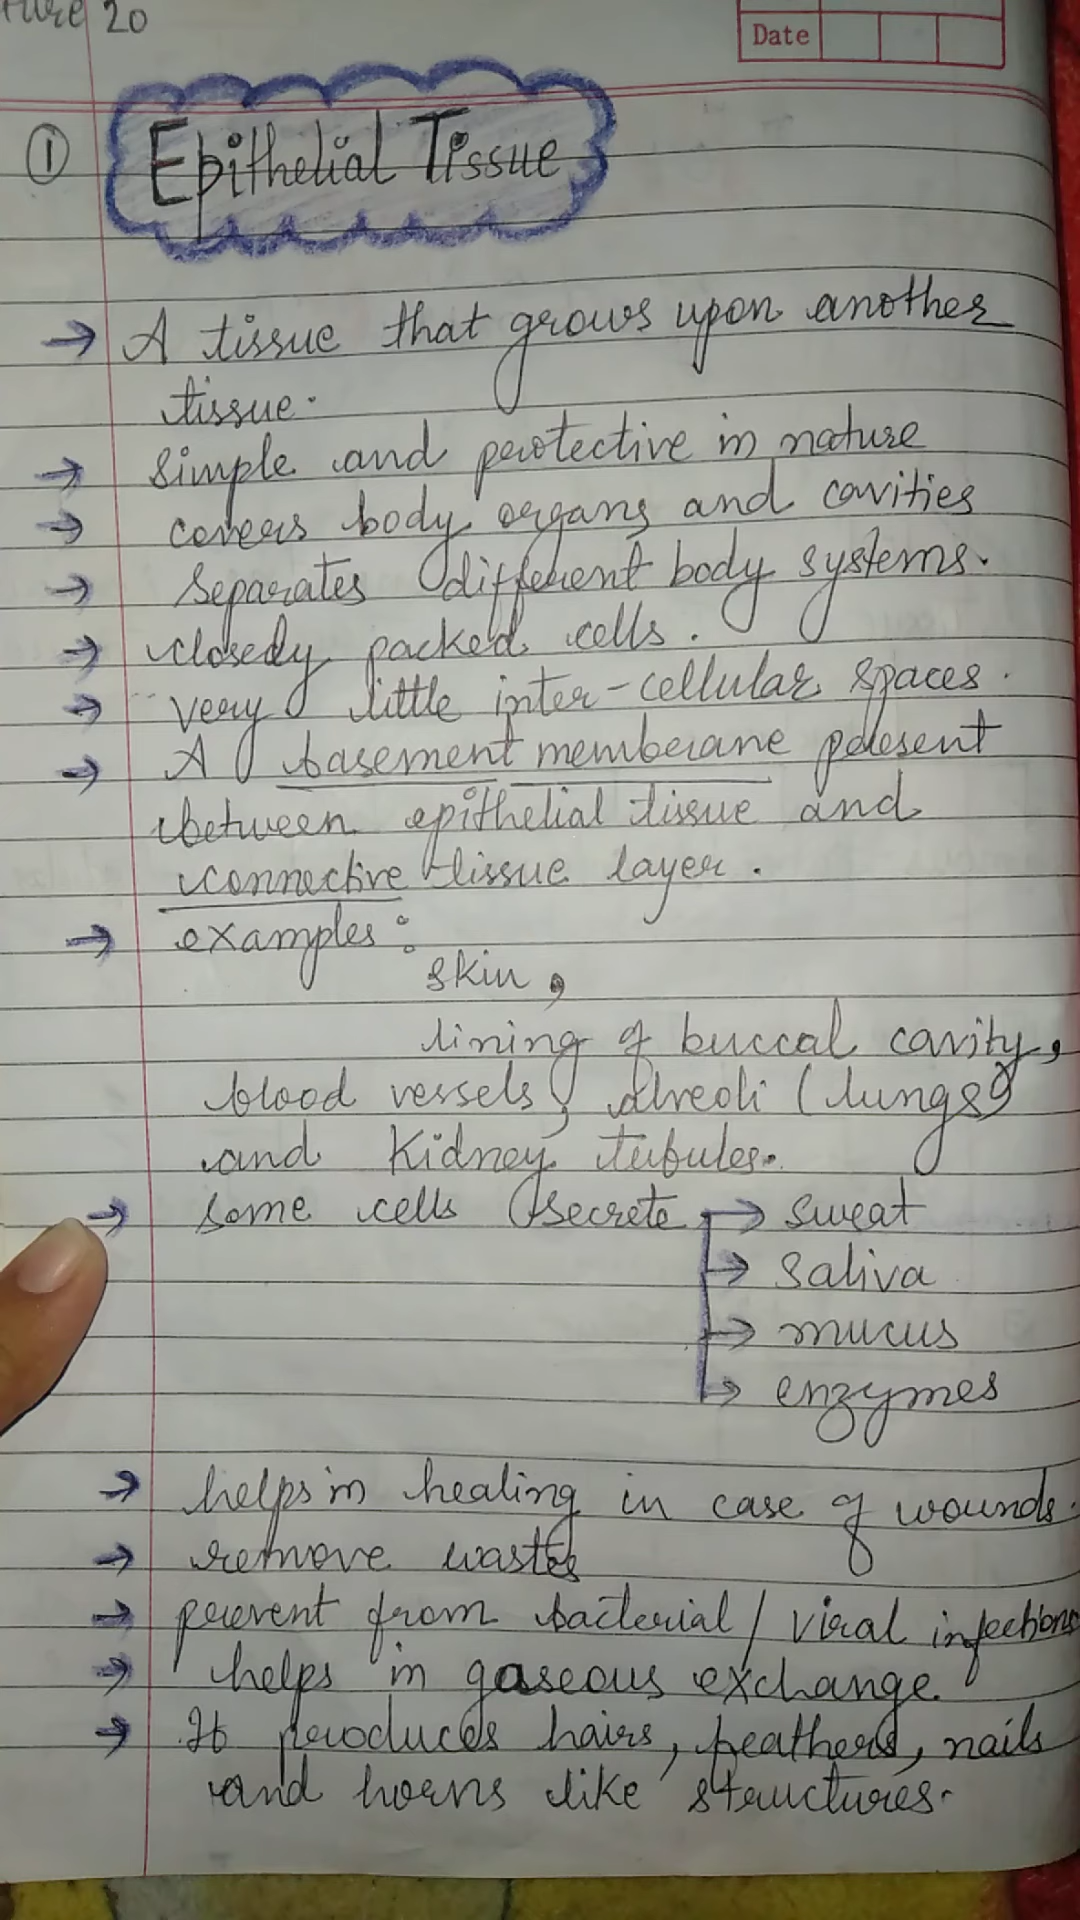 20
Date
① Epithelial Tissue
→ A tissue that grows upon another
tissue.
→ Simple and protective in nature
→ covers body organs and cavities
→ Separates different body systems.
→ closedly packed cells.
→ very little inter-cellular spaces.
→ A basement membrane present
between epithelial tissue and
connective tissue layer.
→ examples:
skin,
lining of buccal cavity,
blood vessels, alveoli (lungs)
and Kidney tubules.
→ some cells secrete → sweat
→ saliva
→ mucus
→ enzymes
→ helps in healing in case of wounds.
→ remove wastes
→ prevent from bacterial / viral infections
→ helps in gaseous exchange.
→ It produces hairs, feathers, nails
and horns like structures.